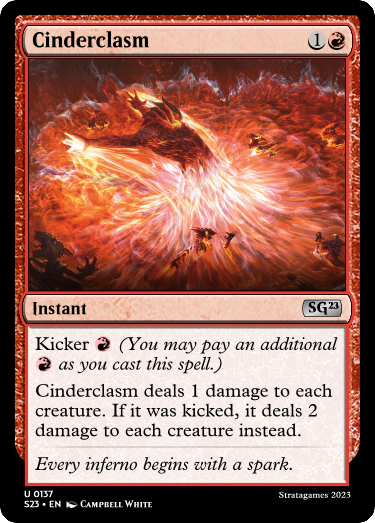 Cinderclasm 1
Instant SG23
Kicker (You may pay an additional
as you cast this spell.)
Cinderclasm deals 1 damage to each
creature. If it was kicked, it deals 2
damage to each creature instead.
Every inferno begins with a spark.
U 0137 Stratagames 2023
S23 • EN Campbell White